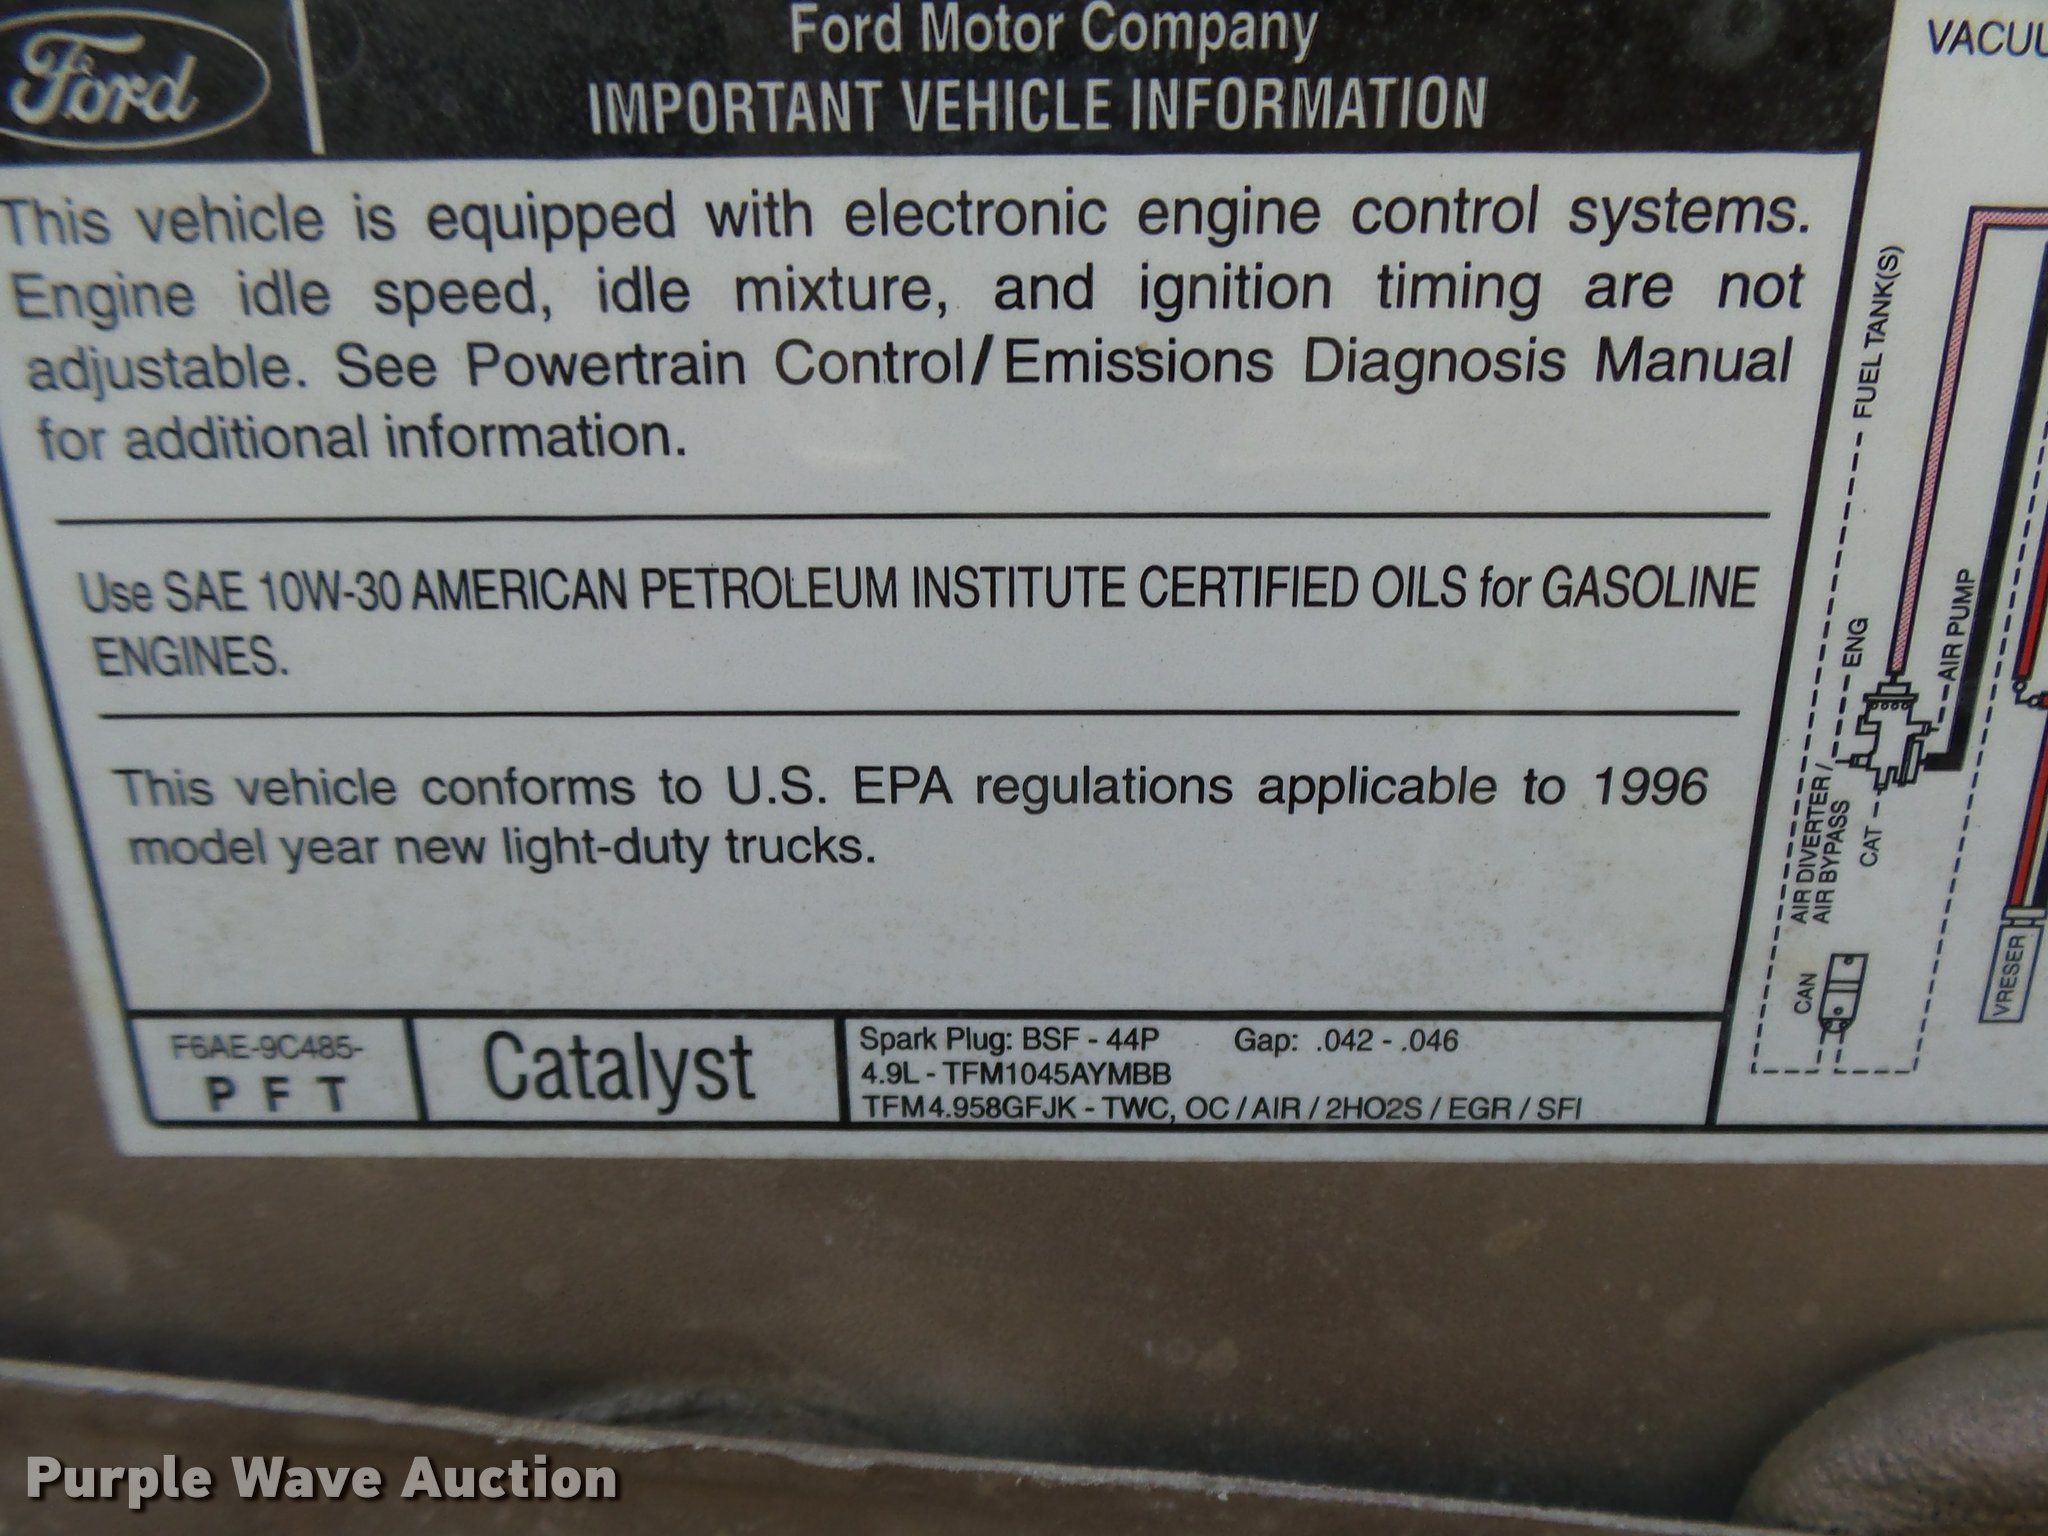 Ford
Ford Motor Company
IMPORTANT VEHICLE INFORMATION
This vehicle is equipped with electronic engine control systems.
Engine idle speed, idle mixture, and ignition timing are not
adjustable. See Powertrain Control/Emissions Diagnosis Manual
for additional information.
Use SAE 10W-30 AMERICAN PETROLEUM INSTITUTE CERTIFIED OILS for GASOLINE
ENGINES.
This vehicle conforms to U.S. EPA regulations applicable to 1996
model year new light-duty trucks.
F6AE-9C485-
P F T
Catalyst
Spark Plug: BSF - 44P Gap: .042 - .046
4.9L - TFM1045AYMBB
TFM4.958GFJK - TWC, OC / AIR / 2HO2S / EGR / SFI
FUEL TANK(S)
ENG
AIR PUMP
AIR DIVERTER /
AIR BYPASS
CAT
CAN
VRESER
Purple Wave Auction